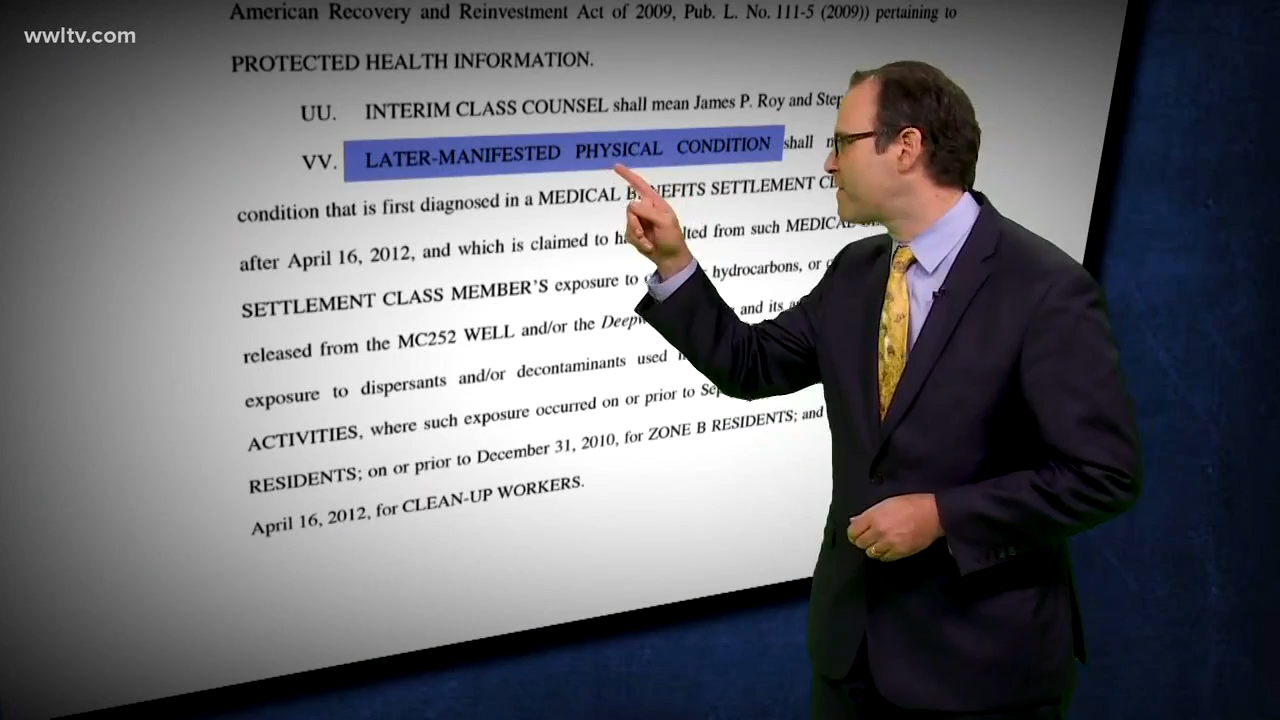 wwltv.com
American Recovery and Reinvestment Act of 2009, Pub. L. No. 111-5 (2009)) pertaining to
PROTECTED HEALTH INFORMATION.
UU. INTERIM CLASS COUNSEL shall mean James P. Roy and
VV. LATER-MANIFESTED PHYSICAL CONDITION shall
condition that is first diagnosed in a MEDICAL BENEFITS SETTLEMENT
after April 16, 2012, and which is claimed to from such MEDICAL
SETTLEMENT CLASS MEMBER'S exposure to hydrocarbons, or
released from the MC252 WELL and/or the and its
exposure to dispersants and/or decontaminants used
ACTIVITIES, where such exposure occurred on or prior to
RESIDENTS; on or prior to December 31, 2010, for ZONE B RESIDENTS; and
April 16, 2012, for CLEAN-UP WORKERS.